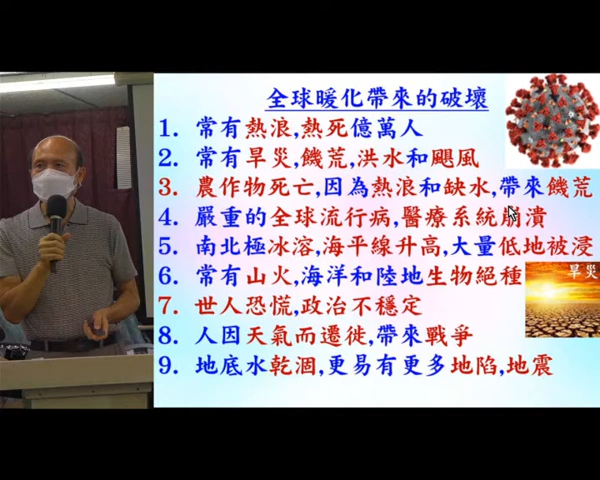 全球暖化帶來的破壞
1. 常有熱浪,熱死億萬人
2. 常有旱災,饑荒,洪水和颶風
3. 農作物死亡,因為熱浪和缺水,帶來饑荒
4. 嚴重的全球流行病,醫療系統崩潰
5. 南北極冰溶,海平線升高,大量低地被浸
6. 常有山火,海洋和陸地生物絕種
旱災
7. 世人恐慌,政治不穩定
8. 人因天氣而遷徙,帶來戰爭
9. 地底水乾涸,更易有更多地陷,地震